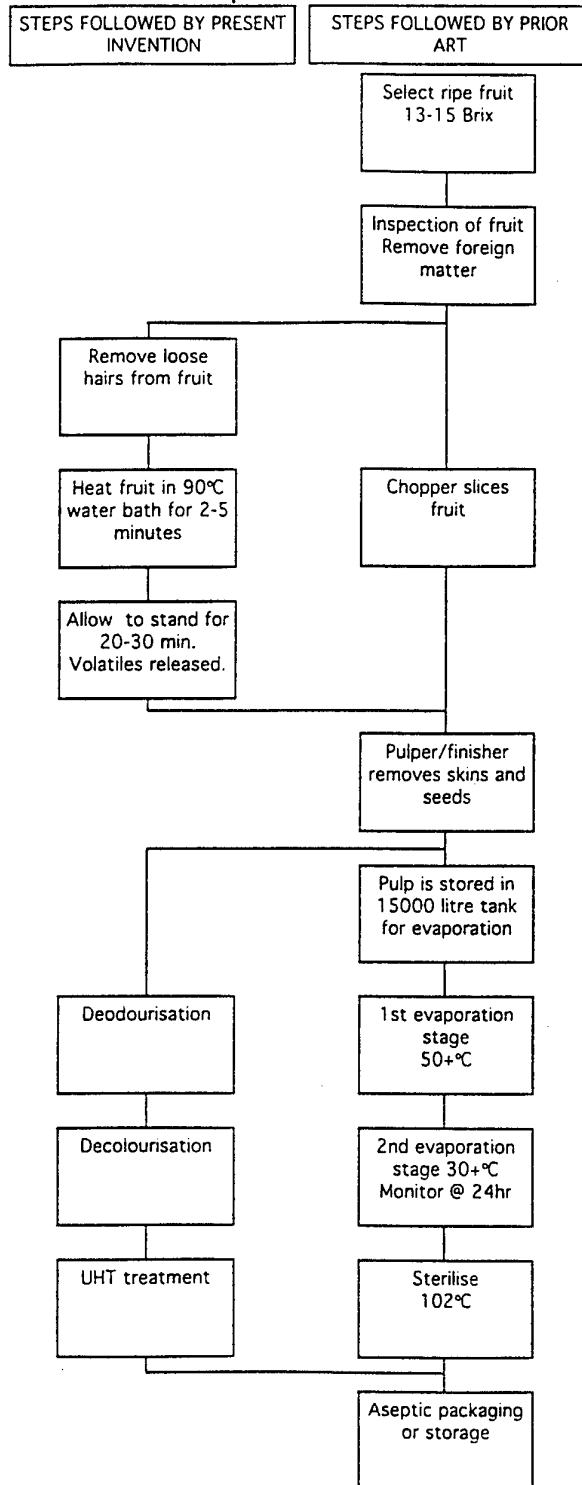 STEPS FOLLOWED BY PRESENT
INVENTION
STEPS FOLLOWED BY PRIOR
ART
Select ripe fruit
13-15 Brix
Inspection of fruit
Remove foreign
matter
Remove loose
hairs from fruit
Heat fruit in 90°C
water bath for 2-5
minutes
Chopper slices
fruit
Allow to stand for
20-30 min.
Volatiles released.
Pulper/finisher
removes skins and
seeds
Pulp is stored in
15000 litre tank
for evaporation
Deodourisation
1st evaporation
stage
50+°C
Decolourisation
2nd evaporation
stage 30+°C
Monitor @ 24hr
UHT treatment
Sterilise
102°C
Aseptic packaging
or storage